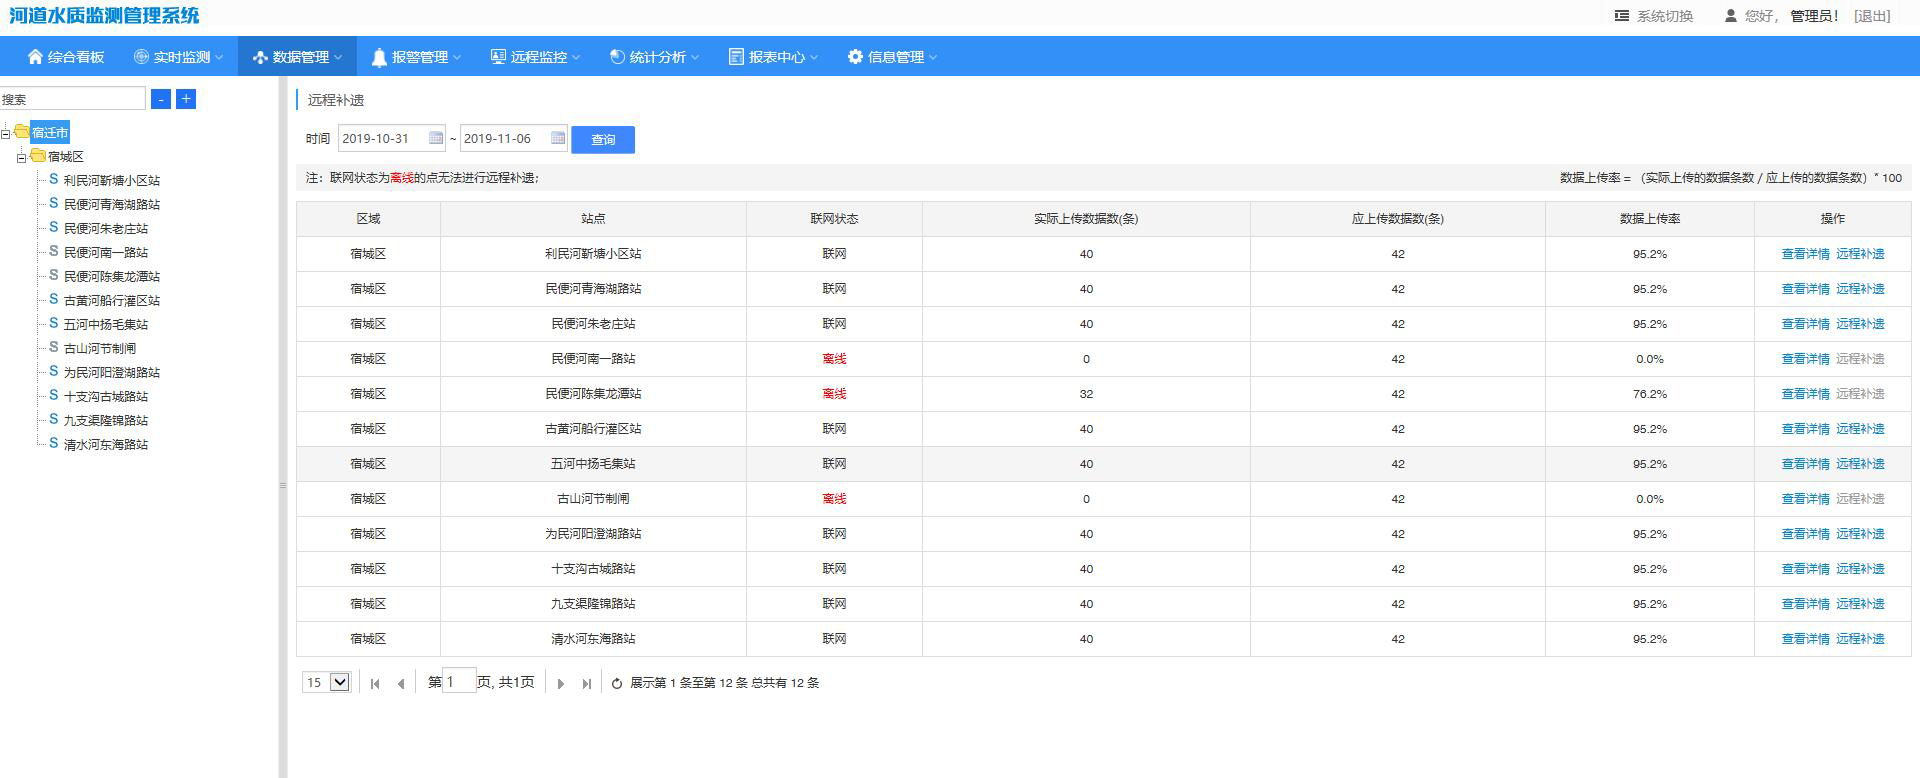 河道水质监测管理系统
系统切换 您好, 管理员! [退出]
综合看板 实时监测 数据管理 报警管理 远程监控 统计分析 报表中心 信息管理
搜索 - +
宿迁市
宿城区
S 利民河靳塘小区站
S 民便河青海湖路站
S 民便河朱老庄站
S 民便河南一路站
S 民便河陈集龙潭站
S 古黄河船行灌区站
S 五河中扬毛集站
S 古山河节制闸
S 为民河阳澄湖路站
S 十支沟古城路站
S 九支渠隆锦路站
S 清水河东海路站
远程补遗
时间 2019-10-31 ~ 2019-11-06 查询
注：联网状态为离线的点无法进行远程补遗; 数据上传率 = （实际上传的数据条数 / 应上传的数据条数）* 100
区域 站点 联网状态 实际上传数据数(条) 应上传数据数(条) 数据上传率 操作
宿城区 利民河靳塘小区站 联网 40 42 95.2% 查看详情 远程补遗
宿城区 民便河青海湖路站 联网 40 42 95.2% 查看详情 远程补遗
宿城区 民便河朱老庄站 联网 40 42 95.2% 查看详情 远程补遗
宿城区 民便河南一路站 离线 0 42 0.0% 查看详情 远程补遗
宿城区 民便河陈集龙潭站 离线 32 42 76.2% 查看详情 远程补遗
宿城区 古黄河船行灌区站 联网 40 42 95.2% 查看详情 远程补遗
宿城区 五河中扬毛集站 联网 40 42 95.2% 查看详情 远程补遗
宿城区 古山河节制闸 离线 0 42 0.0% 查看详情 远程补遗
宿城区 为民河阳澄湖路站 联网 40 42 95.2% 查看详情 远程补遗
宿城区 十支沟古城路站 联网 40 42 95.2% 查看详情 远程补遗
宿城区 九支渠隆锦路站 联网 40 42 95.2% 查看详情 远程补遗
宿城区 清水河东海路站 联网 40 42 95.2% 查看详情 远程补遗
15 第 1 页, 共1页 展示第 1 条至第 12 条 总共有 12 条